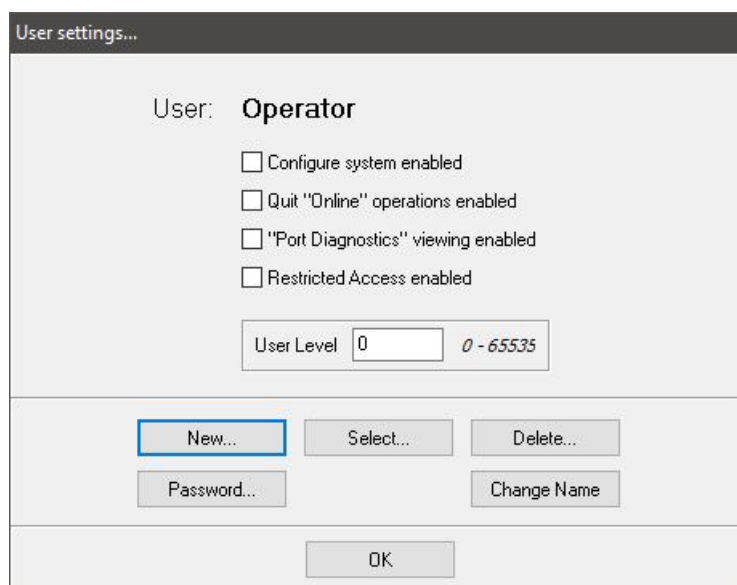 User settings...
User: Operator
Configure system enabled
Quit "Online" operations enabled
"Port Diagnostics" viewing enabled
Restricted Access enabled
User Level 0 0 - 65535
New... Select... Delete...
Password... Change Name
OK